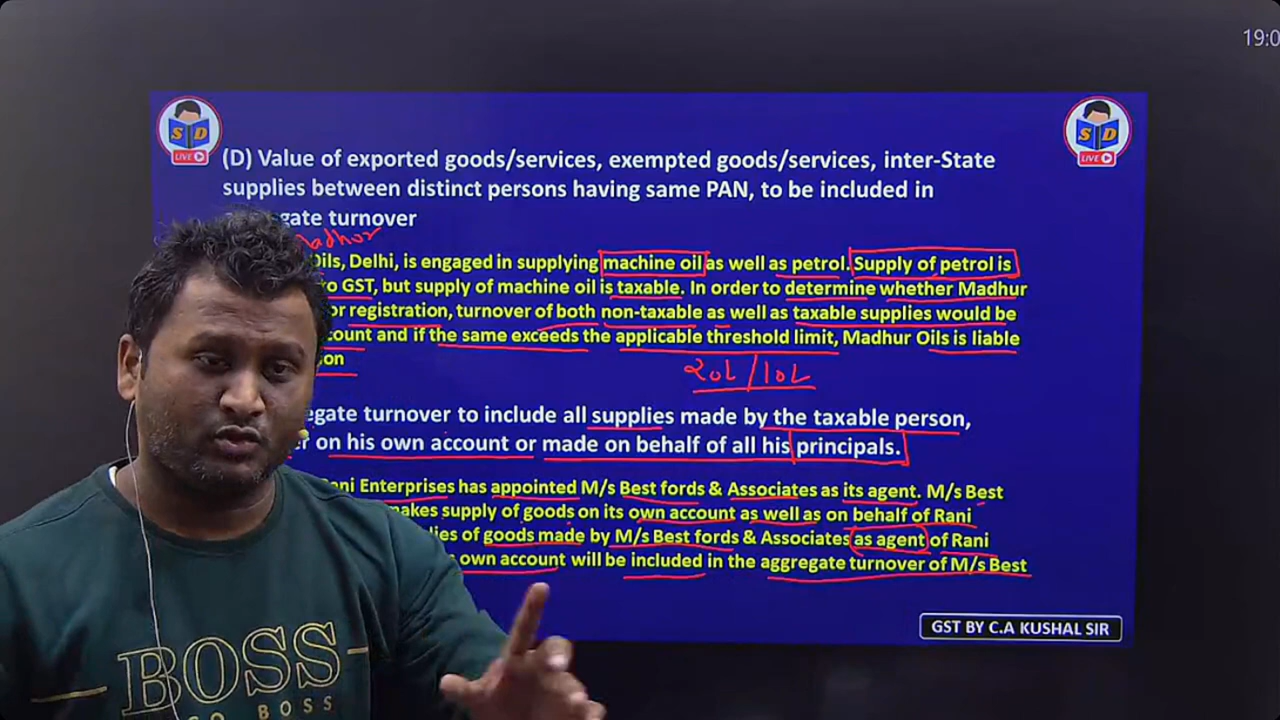 19:0
S D
LIVE
S D
LIVE
(D) Value of exported goods/services, exempted goods/services, inter-State
supplies between distinct persons having same PAN, to be included in
turnover
Madhur
Oils, Delhi, is engaged in supplying machine oil as well as petrol. Supply of petrol is
to GST, but supply of machine oil is taxable. In order to determine whether Madhur
or registration, turnover of both non-taxable as well as taxable supplies would be
and if the same exceeds the applicable threshold limit, Madhur Oils is liable
20L/10L
turnover to include all supplies made by the taxable person,
on his own account or made on behalf of all his principals.
Enterprises has appointed M/s Best fords & Associates as its agent. M/s Best
supply of goods on its own account as well as on behalf of Rani
of goods made by M/s Best fords & Associates as agent of Rani
own account will be included in the aggregate turnover of M/s Best
GST BY C.A KUSHAL SIR
BOSS
BOSS